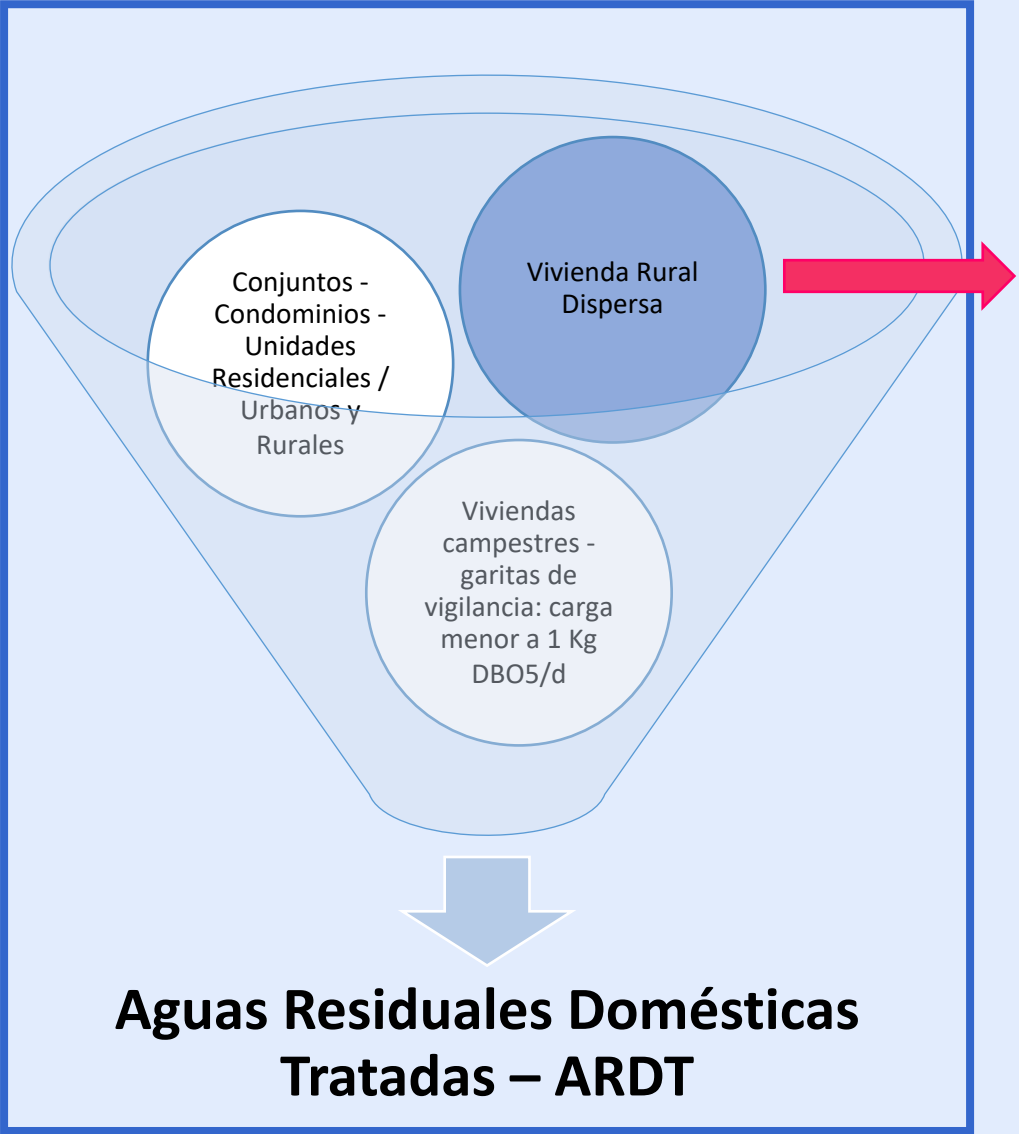 Conjuntos -
Condominios -
Unidades
Residenciales /
Urbanos y
Rurales
Vivienda Rural
Dispersa
Viviendas
campestres -
garitas de
vigilancia: carga
menor a 1 Kg
DBO5/d
Aguas Residuales Domésticas
Tratadas – ARDT